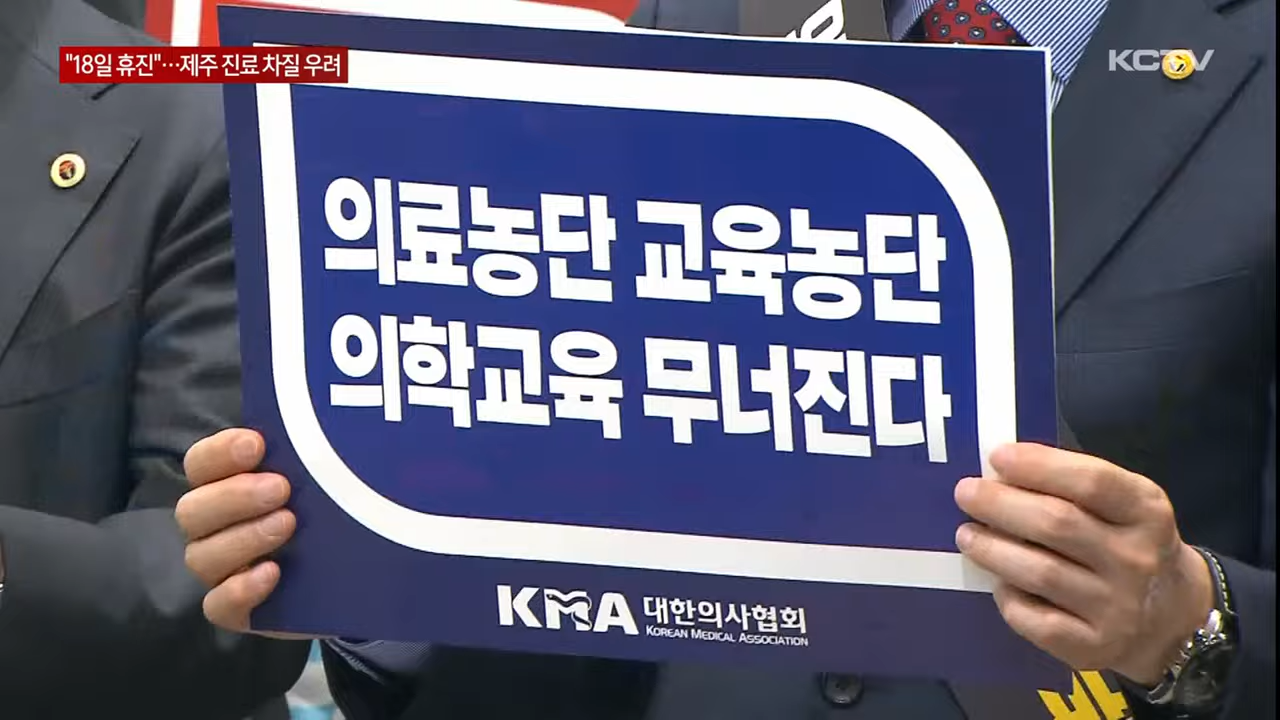 "18일 휴진"…제주 진료 차질 우려
KCTV
의료농단 교육농단
의학교육 무너진다
KMA 대한의사협회
KOREAN MEDICAL ASSOCIATION